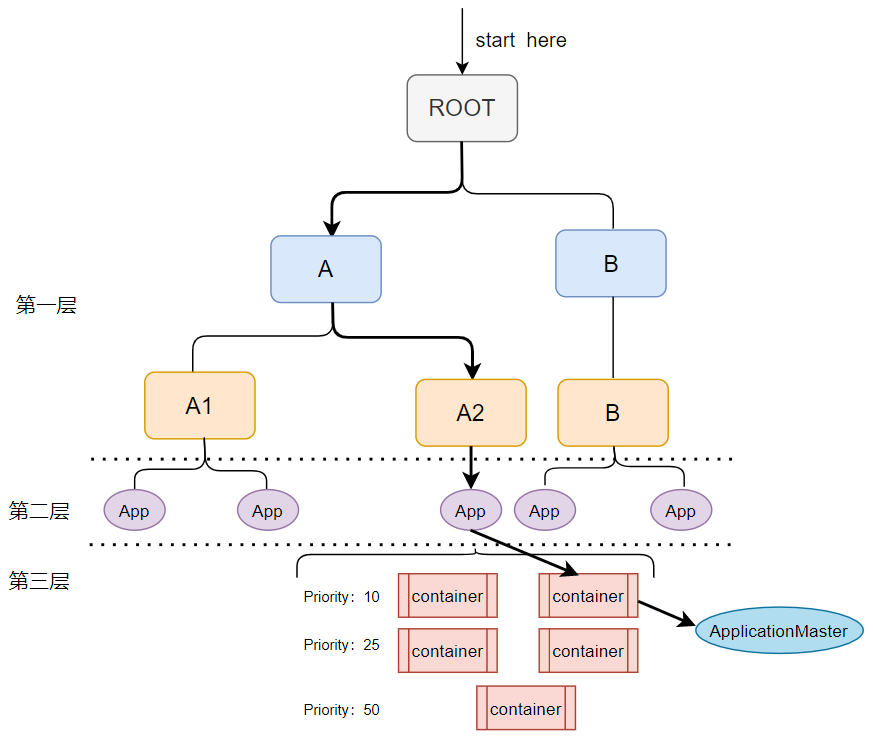 start here
ROOT
A
B
第一层
A1
A2
B
第二层
App
App
App
App
App
第三层
Priority：10
container
container
ApplicationMaster
Priority：25
container
container
Priority：50
container